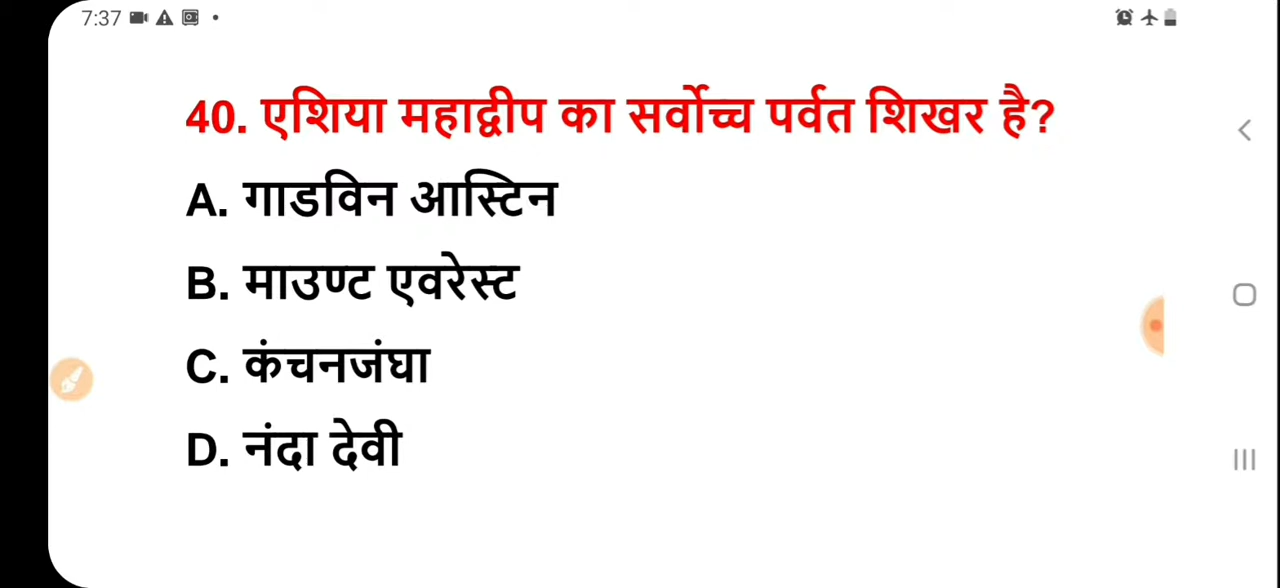 7:37
40. एशिया महाद्वीप का सर्वोच्च पर्वत शिखर है?
A. गाडविन आस्टिन
B. माउण्ट एवरेस्ट
C. कंचनजंघा
D. नंदा देवी